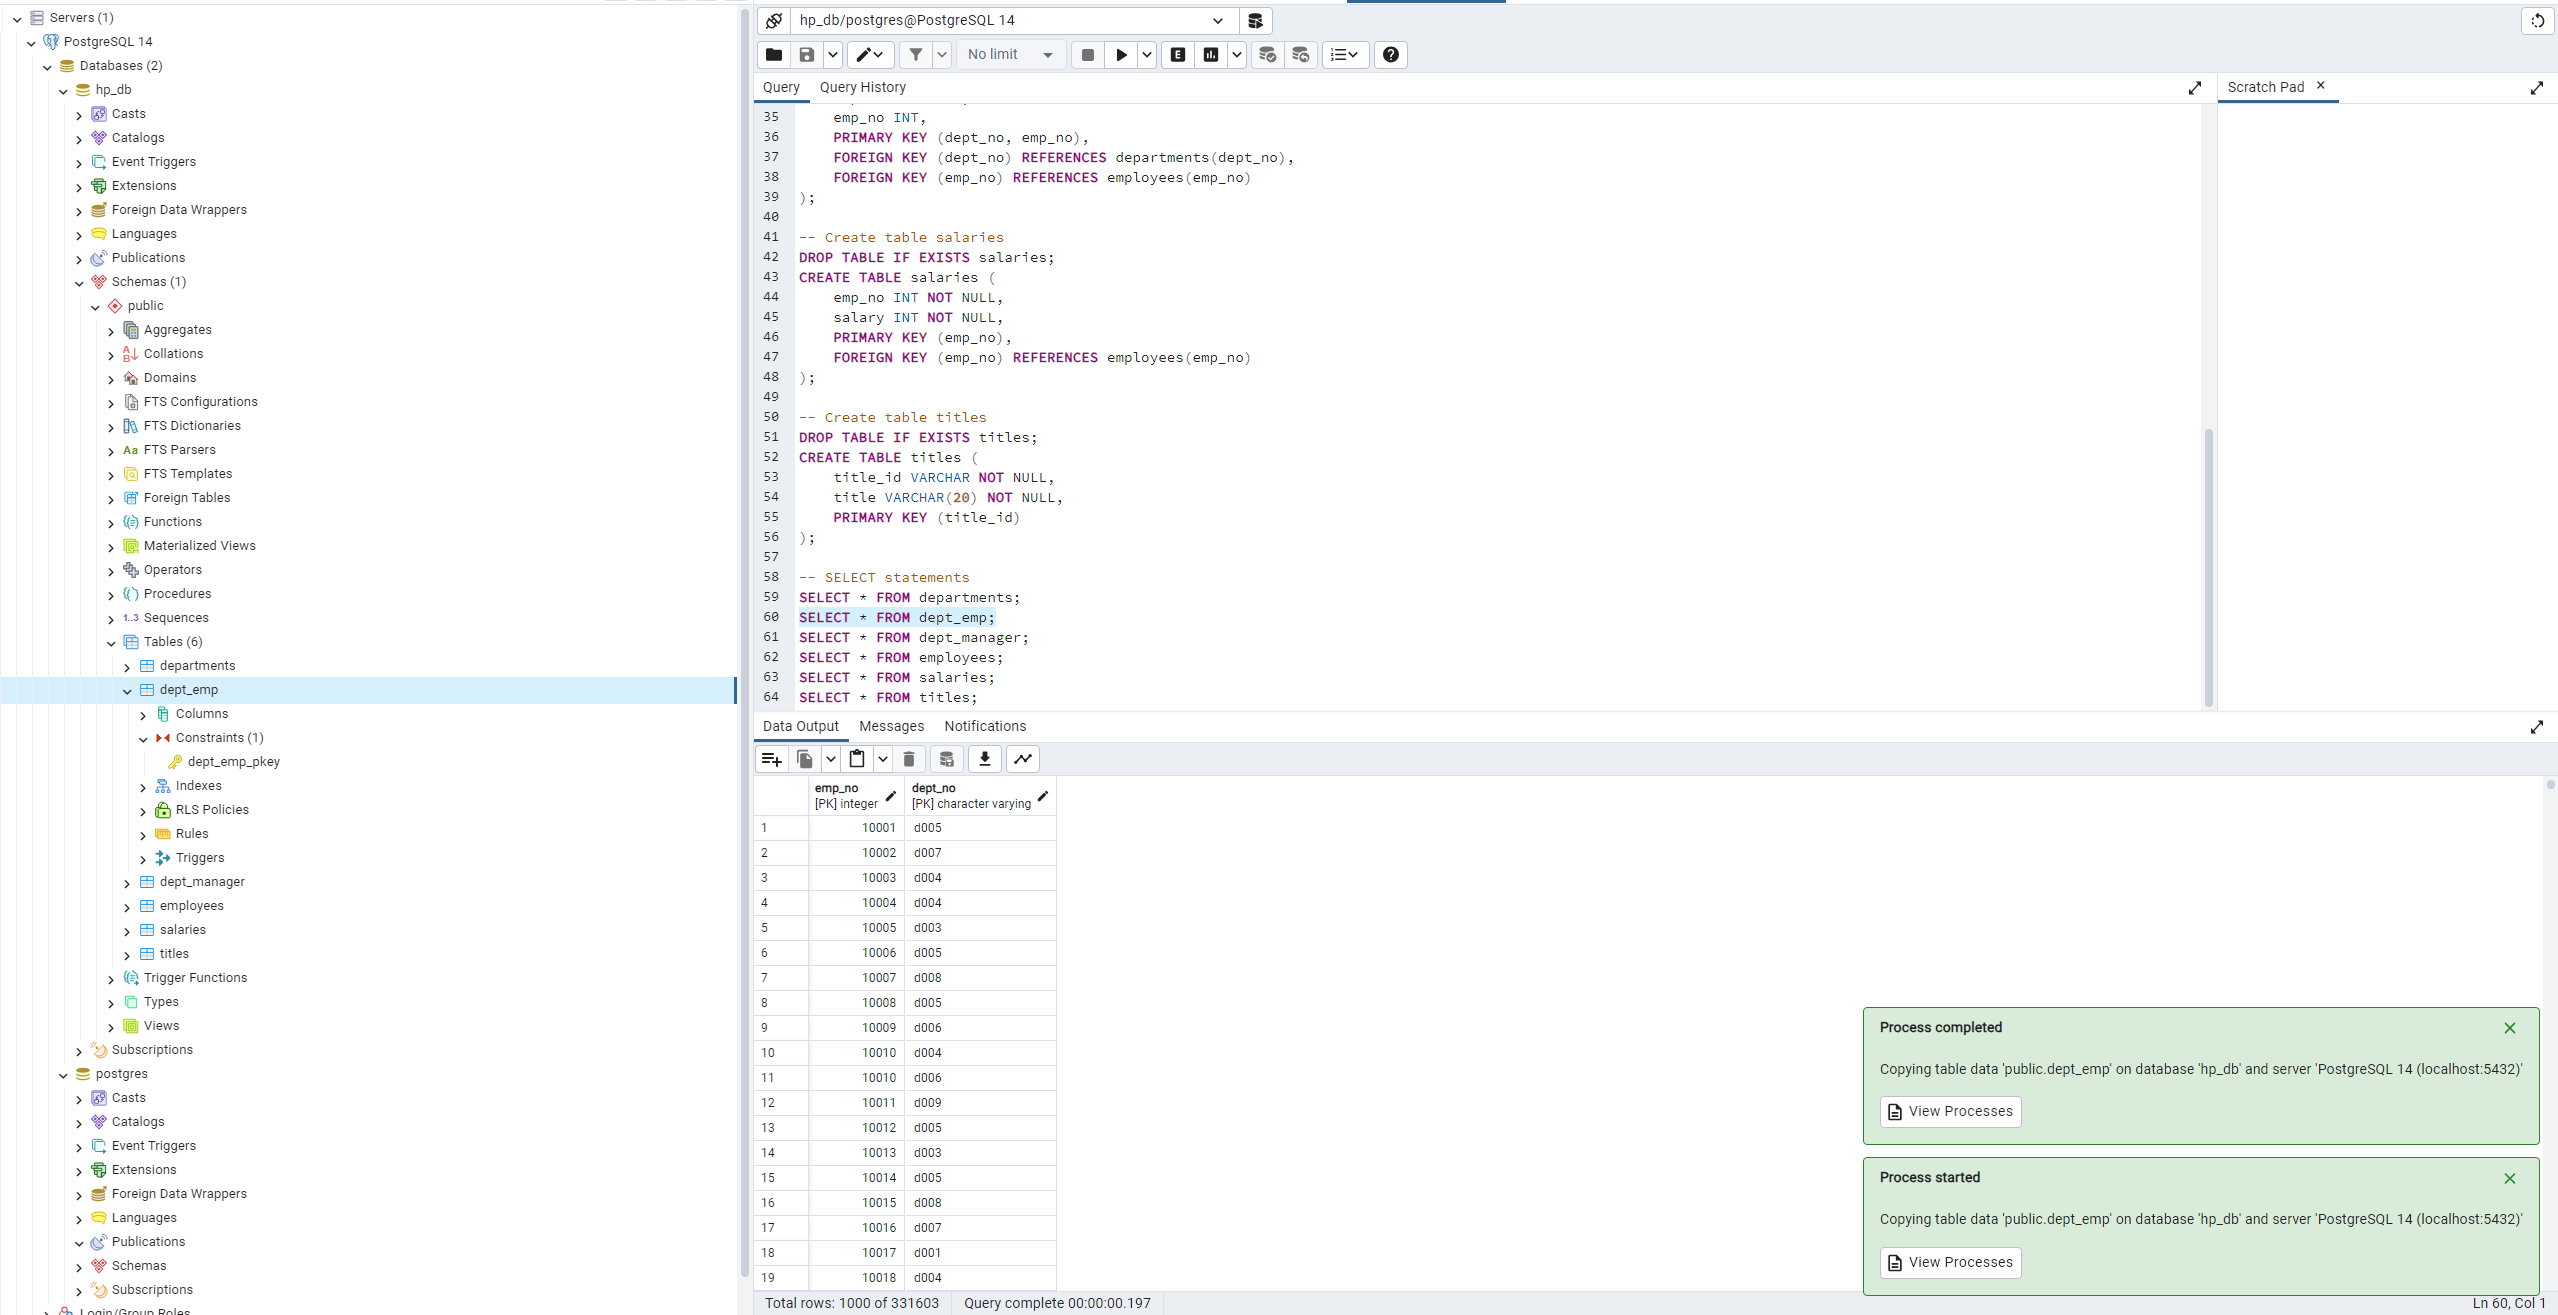 Servers (1)
PostgreSQL 14
Databases (2)
hp_db
Casts
Catalogs
Event Triggers
Extensions
Foreign Data Wrappers
Languages
Publications
Schemas (1)
public
Aggregates
Collations
Domains
FTS Configurations
FTS Dictionaries
Aa FTS Parsers
FTS Templates
Foreign Tables
Functions
Materialized Views
Operators
Procedures
1..3 Sequences
Tables (6)
departments
dept_emp
Columns
Constraints (1)
dept_emp_pkey
Indexes
RLS Policies
Rules
Triggers
dept_manager
employees
salaries
titles
Trigger Functions
Types
Views
Subscriptions
postgres
Casts
Catalogs
Event Triggers
Extensions
Foreign Data Wrappers
Languages
Publications
Schemas
Subscriptions
Login/Group Roles
hp_db/postgres@PostgreSQL 14
No limit
E
Query Query History
Scratch Pad
35 emp_no INT,
36 PRIMARY KEY (dept_no, emp_no),
37 FOREIGN KEY (dept_no) REFERENCES departments(dept_no),
38 FOREIGN KEY (emp_no) REFERENCES employees(emp_no)
39 );
40
41 -- Create table salaries
42 DROP TABLE IF EXISTS salaries;
43 CREATE TABLE salaries (
44 emp_no INT NOT NULL,
45 salary INT NOT NULL,
46 PRIMARY KEY (emp_no),
47 FOREIGN KEY (emp_no) REFERENCES employees(emp_no)
48 );
49
50 -- Create table titles
51 DROP TABLE IF EXISTS titles;
52 CREATE TABLE titles (
53 title_id VARCHAR NOT NULL,
54 title VARCHAR(20) NOT NULL,
55 PRIMARY KEY (title_id)
56 );
57
58 -- SELECT statements
59 SELECT * FROM departments;
60 SELECT * FROM dept_emp;
61 SELECT * FROM dept_manager;
62 SELECT * FROM employees;
63 SELECT * FROM salaries;
64 SELECT * FROM titles;
Data Output Messages Notifications
emp_no dept_no
[PK] integer [PK] character varying
1 10001 d005
2 10002 d007
3 10003 d004
4 10004 d004
5 10005 d003
6 10006 d005
7 10007 d008
8 10008 d005
9 10009 d006
10 10010 d004
11 10010 d006
12 10011 d009
13 10012 d005
14 10013 d003
15 10014 d005
16 10015 d008
17 10016 d007
18 10017 d001
19 10018 d004
Process completed
Copying table data 'public.dept_emp' on database 'hp_db' and server 'PostgreSQL 14 (localhost:5432)'
View Processes
Process started
Copying table data 'public.dept_emp' on database 'hp_db' and server 'PostgreSQL 14 (localhost:5432)'
View Processes
Total rows: 1000 of 331603 Query complete 00:00:00.197 Ln 60, Col 1